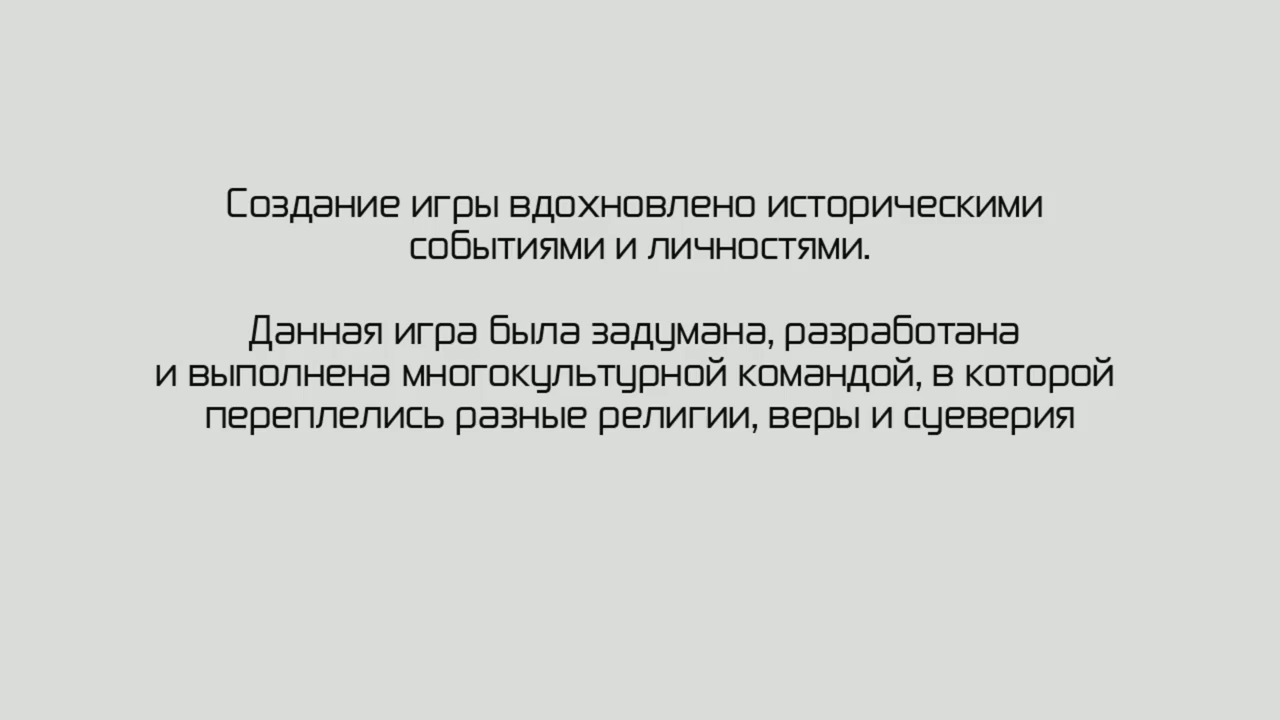 Создание игры вдохновлено историческими
событиями и личностями.
Данная игра была задумана, разработана
и выполнена многокультурной командой, в которой
переплелись разные религии, веры и суеверия